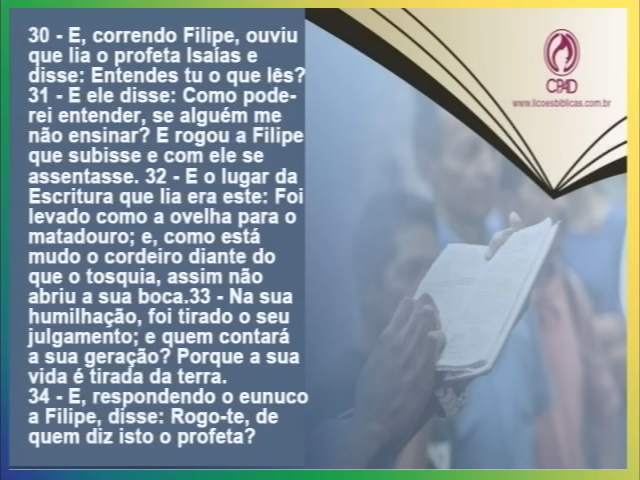 30 - E, correndo Filipe, ouviu
que lia o profeta Isaías e
disse: Entendes tu o que lês?
31 - E ele disse: Como pode-
rei entender, se alguém me
não ensinar? E rogou a Filipe
que subisse e com ele se
assentasse. 32 - E o lugar da
Escritura que lia era este: Foi
levado como a ovelha para o
matadouro; e, como está
mudo o cordeiro diante do
que o tosquia, assim não
abriu a sua boca.33 - Na sua
humilhação, foi tirado o seu
julgamento; e quem contará
a sua geração? Porque a sua
vida é tirada da terra.
34 - E, respondendo o eunuco
a Filipe, disse: Rogo-te, de
quem diz isto o profeta?
CPAD
www.licoesbiblicas.com.br